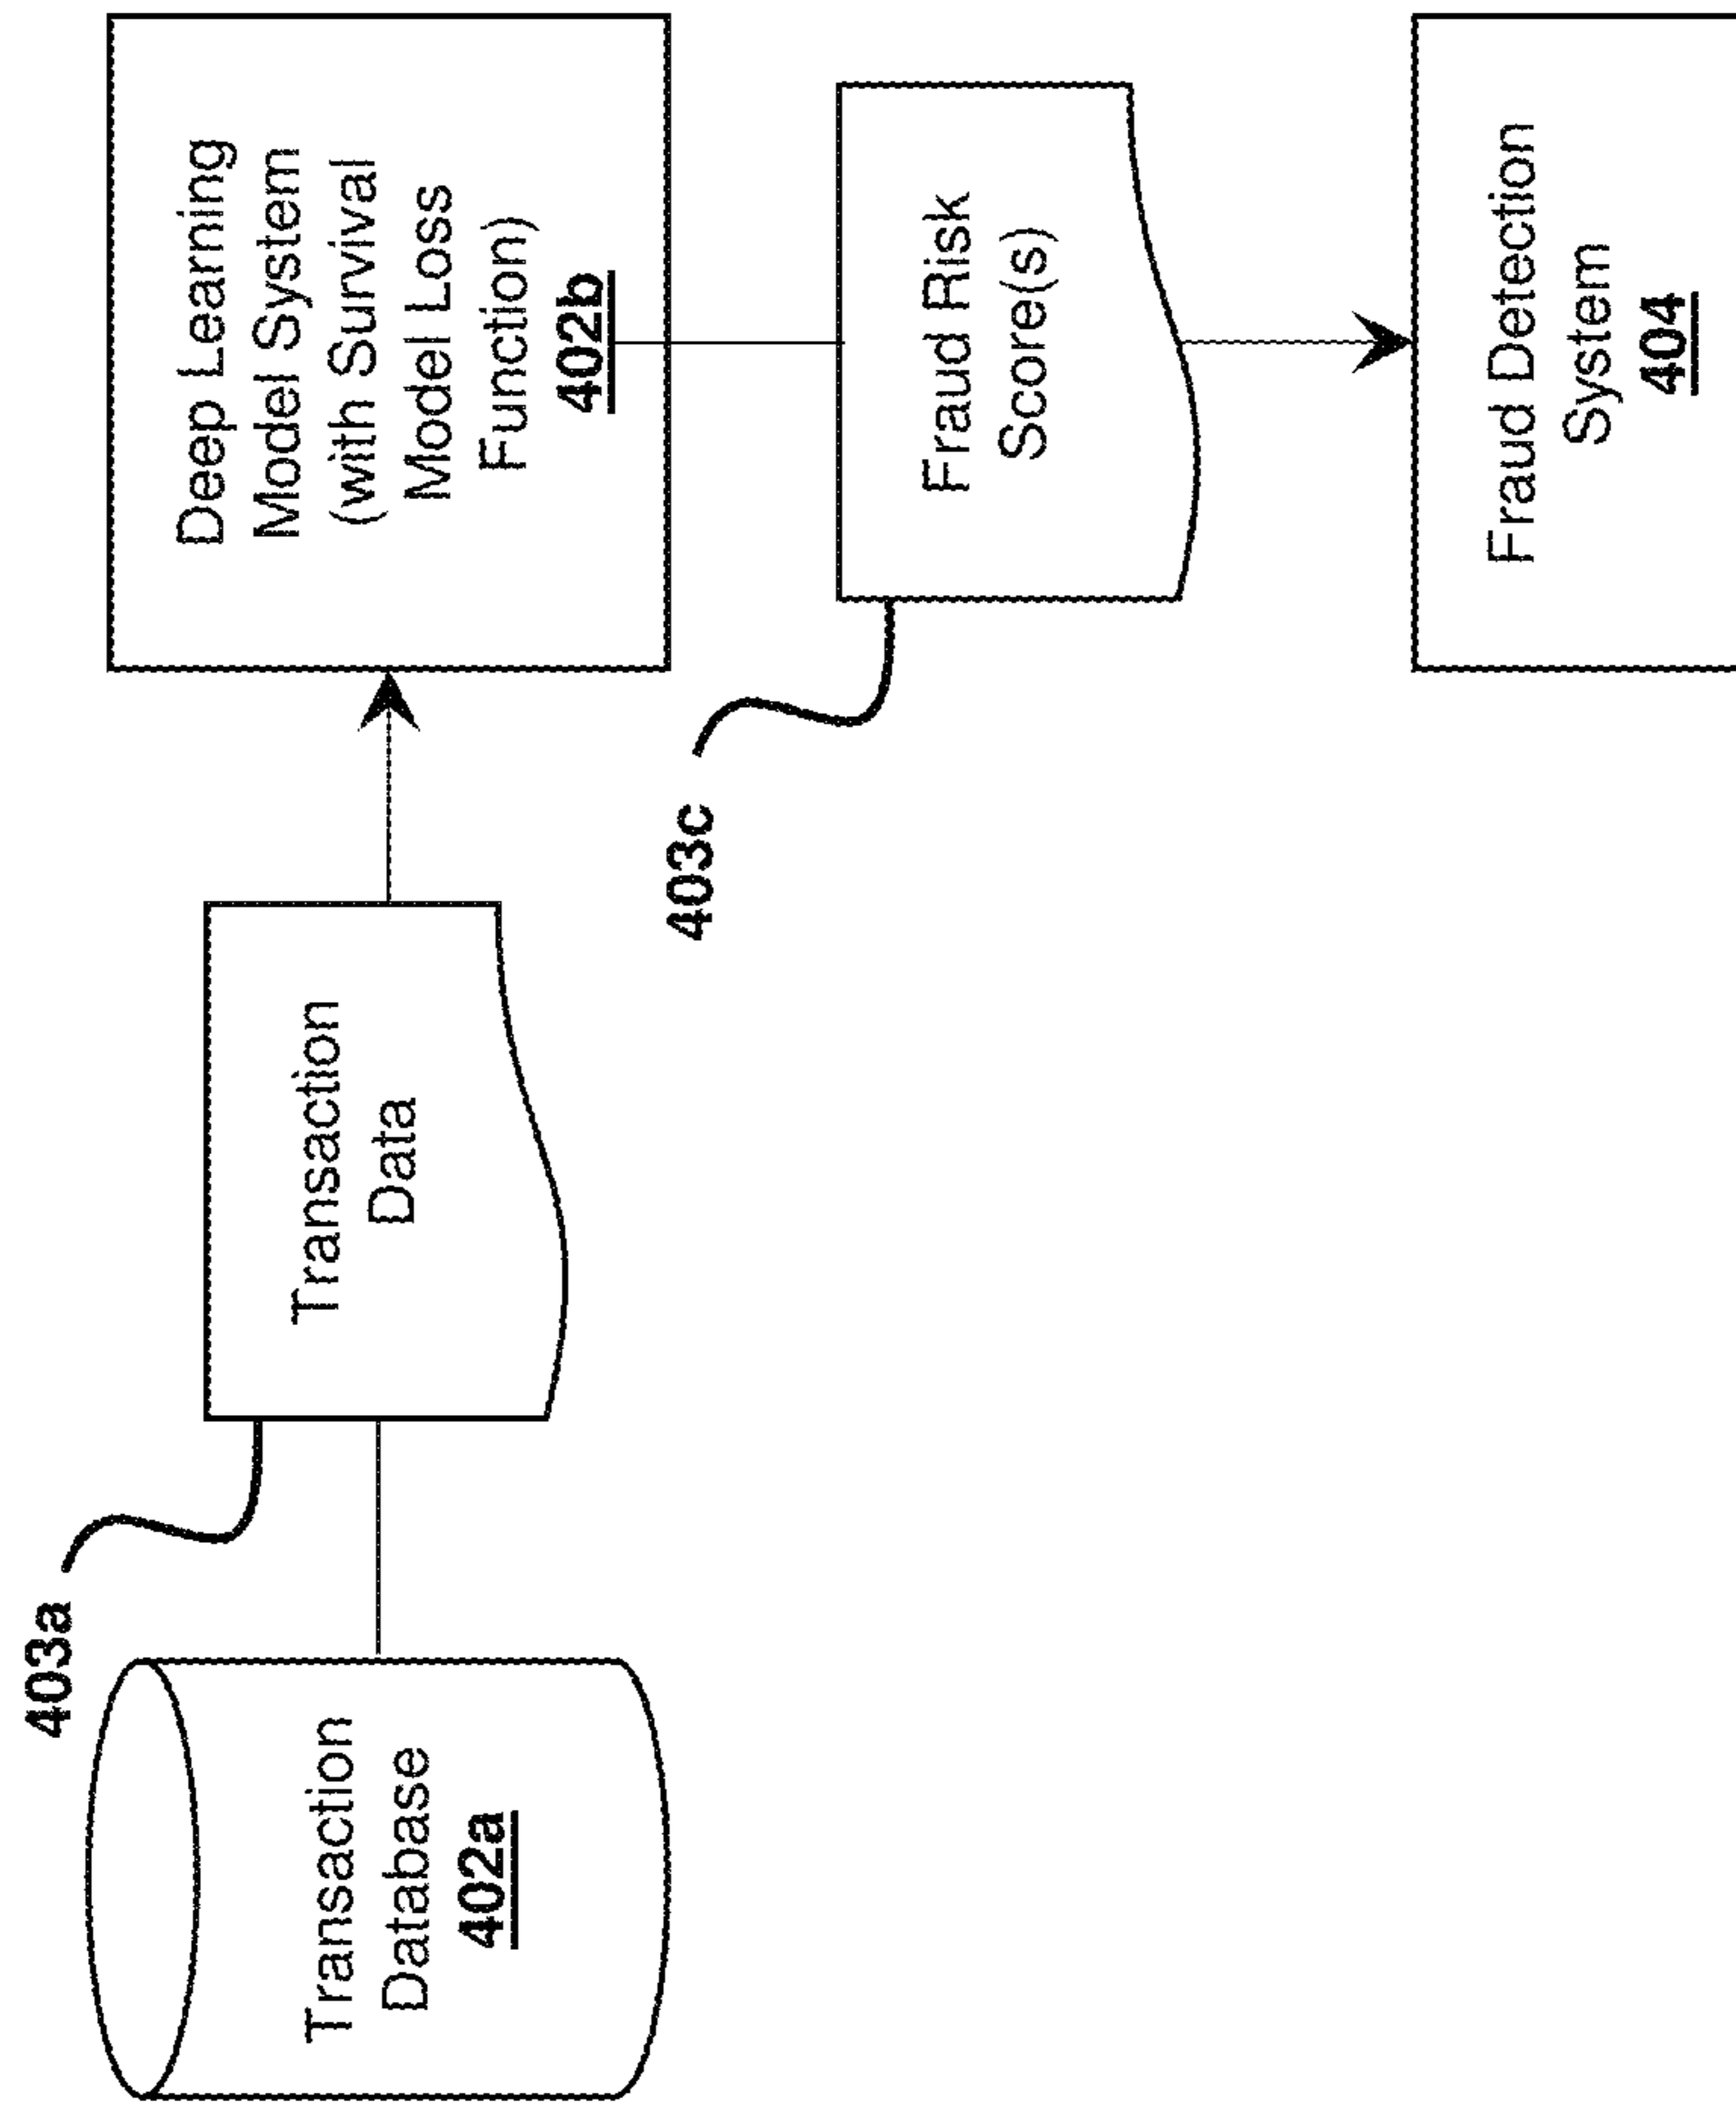 403a
Transaction
Database
402a
Transaction
Data
Deep Learning
Model System
(with Survival
Model Loss
Function)
402b
403c
Fraud Risk
Score(s)
Fraud Detection
System
404